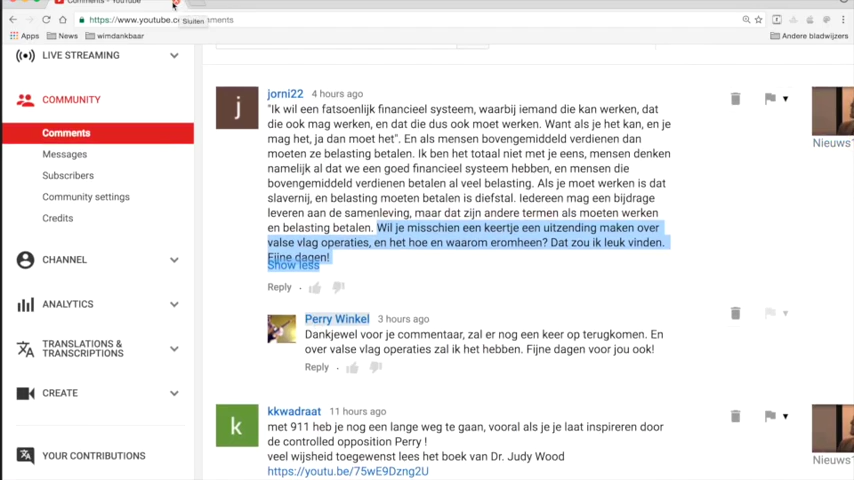 Comments - YouTube
https://www.youtube.co
Sluiten
mments
Apps
News
wimdankbaar
Andere bladwijzers
LIVE STREAMING
COMMUNITY
Comments
Messages
Subscribers
Community settings
Credits
CHANNEL
ANALYTICS
TRANSLATIONS &
TRANSCRIPTIONS
CREATE
YOUR CONTRIBUTIONS
j
jorni22 4 hours ago
"Ik wil een fatsoenlijk financieel systeem, waarbij iemand die kan werken, dat
die ook mag werken, en dat die dus ook moet werken. Want als je het kan, en je
mag het, ja dan moet het". En als mensen bovengemiddeld verdienen dan
moeten ze belasting betalen. Ik ben het totaal niet met je eens, mensen denken
namelijk al dat we een goed financieel systeem hebben, en mensen die
bovengemiddeld verdienen betalen al veel belasting. Als je moet werken is dat
slavernij, en belasting moeten betalen is diefstal. Iedereen mag een bijdrage
leveren aan de samenleving, maar dat zijn andere termen als moeten werken
en belasting betalen. Wil je misschien een keertje een uitzending maken over
valse vlag operaties, en het hoe en waarom eromheen? Dat zou ik leuk vinden.
Fijne dagen!
Show less
Reply
Nieuws?
Perry Winkel 3 hours ago
Dankjewel voor je commentaar, zal er nog een keer op terugkomen. En
over valse vlag operaties zal ik het hebben. Fijne dagen voor jou ook!
Reply
k
kkwadraat 11 hours ago
met 911 heb je nog een lange weg te gaan, vooral als je je laat inspireren door
de controlled opposition Perry !
veel wijsheid toegewenst lees het boek van Dr. Judy Wood
https://youtu.be/75wE9Dzng2U
Nieuws?